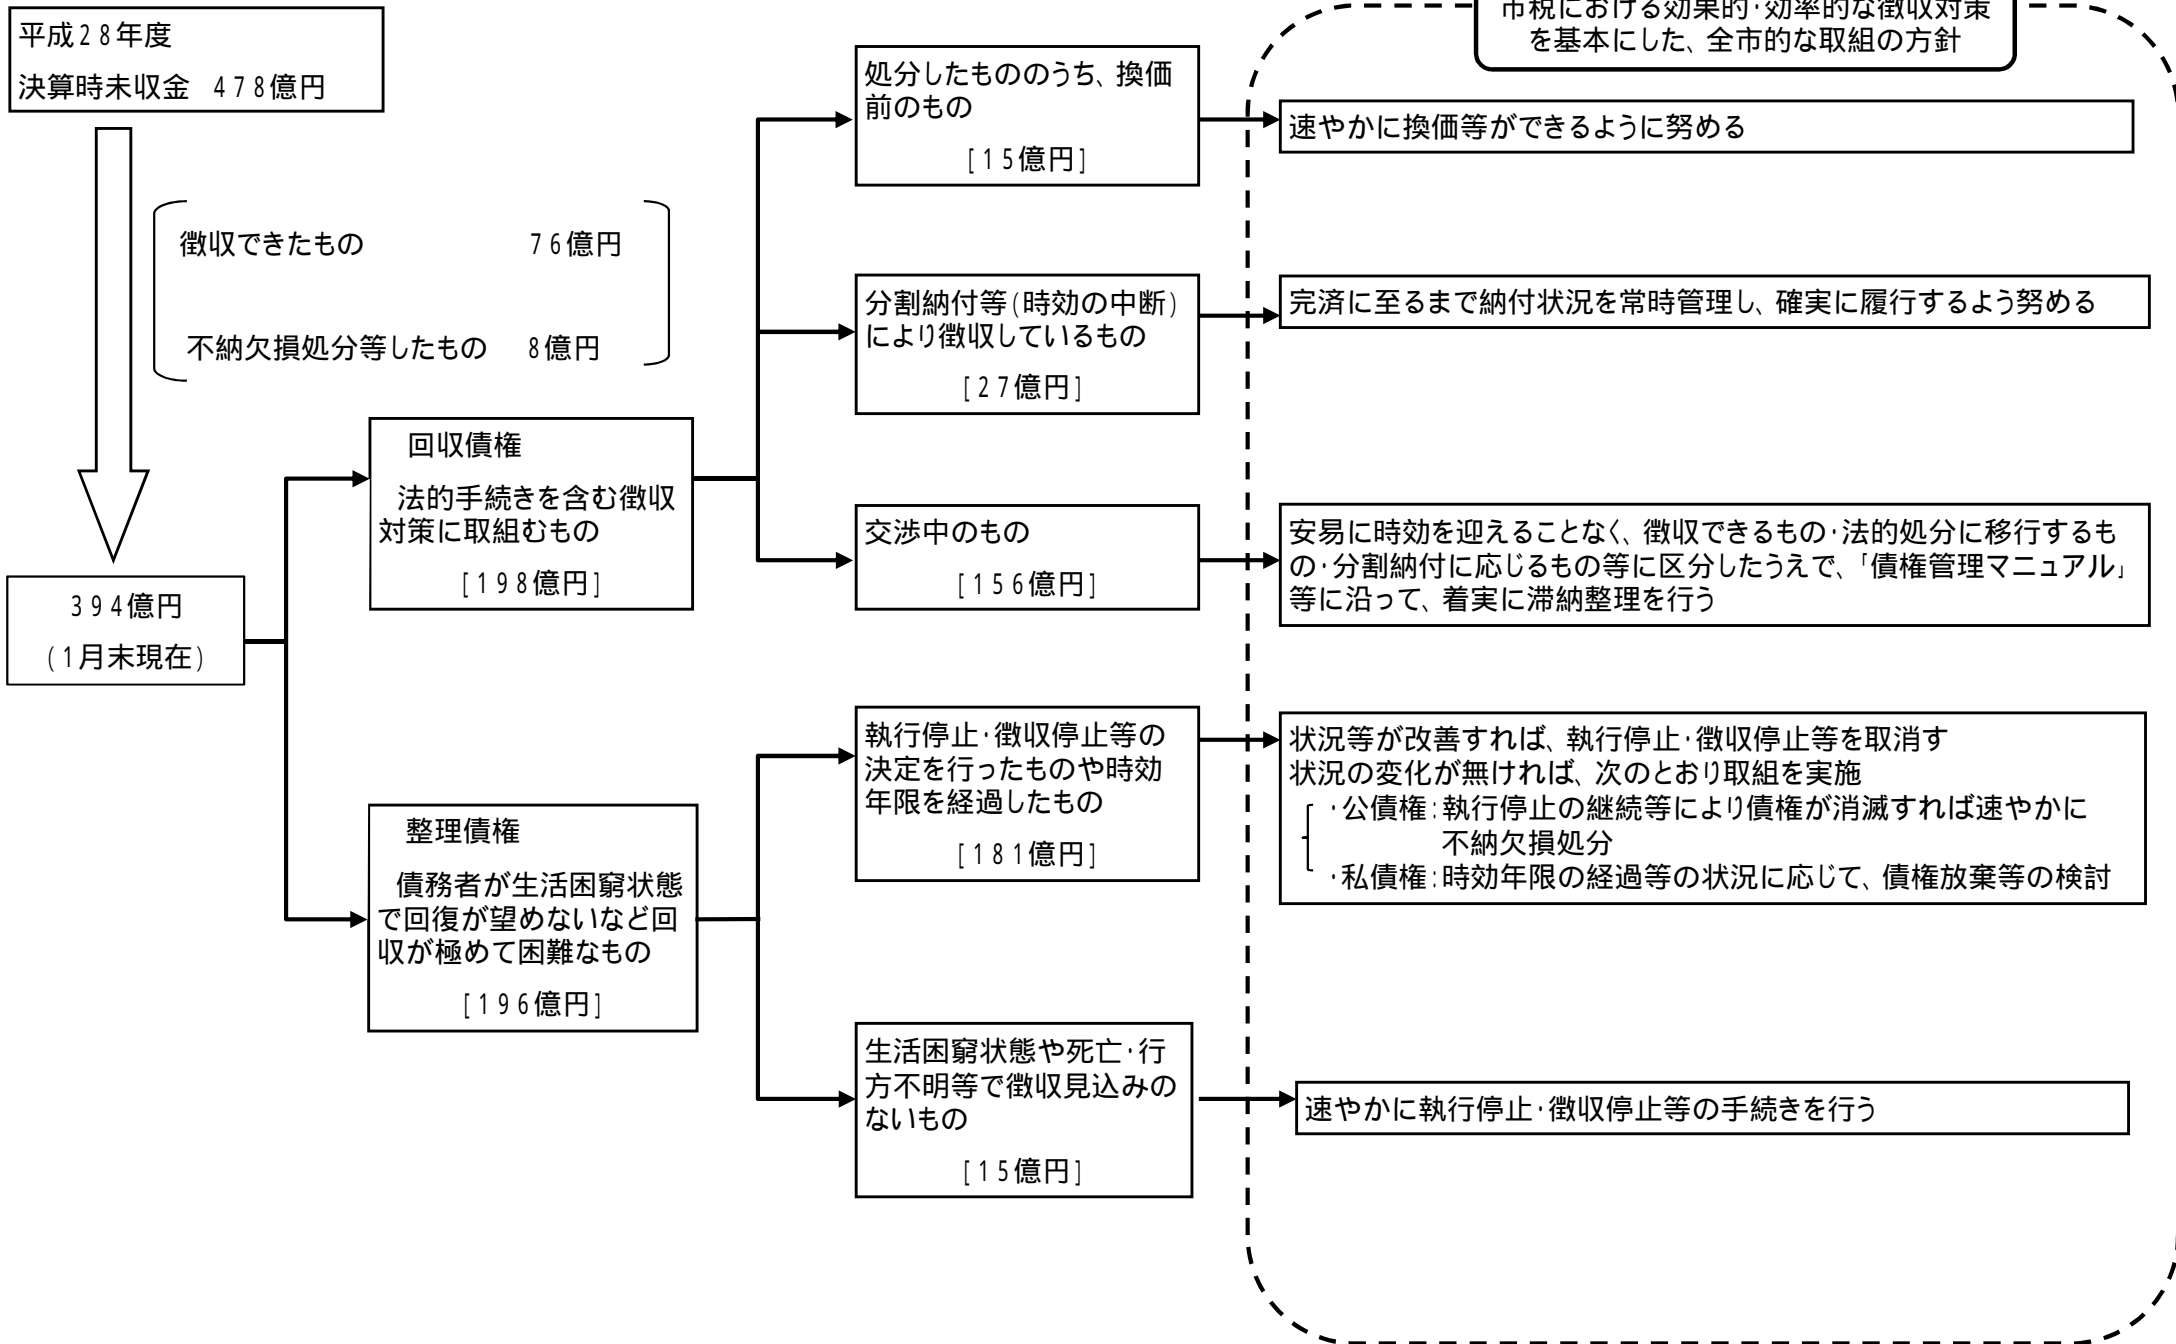 平成28年度
決算時未収金 478億円
徴収できたもの 76億円
不納欠損処分等したもの 8億円
394億円
(1月末現在)
回収債権
法的手続きを含む徴収
対策に取組むもの
[198億円]
整理債権
債務者が生活困窮状態
で回復が望めないなど回
収が極めて困難なもの
[196億円]
処分したもののうち、換価
前のもの
[15億円]
分割納付等(時効の中断)
により徴収しているもの
[27億円]
交渉中のもの
[156億円]
執行停止・徴収停止等の
決定を行ったものや時効
年限を経過したもの
[181億円]
生活困窮状態や死亡・行
方不明等で徴収見込みの
ないもの
[15億円]
市税における効果的・効率的な徴収対策
を基本にした、全市的な取組の方針
速やかに換価等ができるように努める
完済に至るまで納付状況を常時管理し、確実に履行するよう努める
安易に時効を迎えることなく、徴収できるもの・法的処分に移行するも
の・分割納付に応じるもの等に区分したうえで、「債権管理マニュアル」
等に沿って、着実に滞納整理を行う
状況等が改善すれば、執行停止・徴収停止等を取消す
状況の変化が無ければ、次のとおり取組を実施
・公債権:執行停止の継続等により債権が消滅すれば速やかに
不納欠損処分
・私債権:時効年限の経過等の状況に応じて、債権放棄等の検討
速やかに執行停止・徴収停止等の手続きを行う